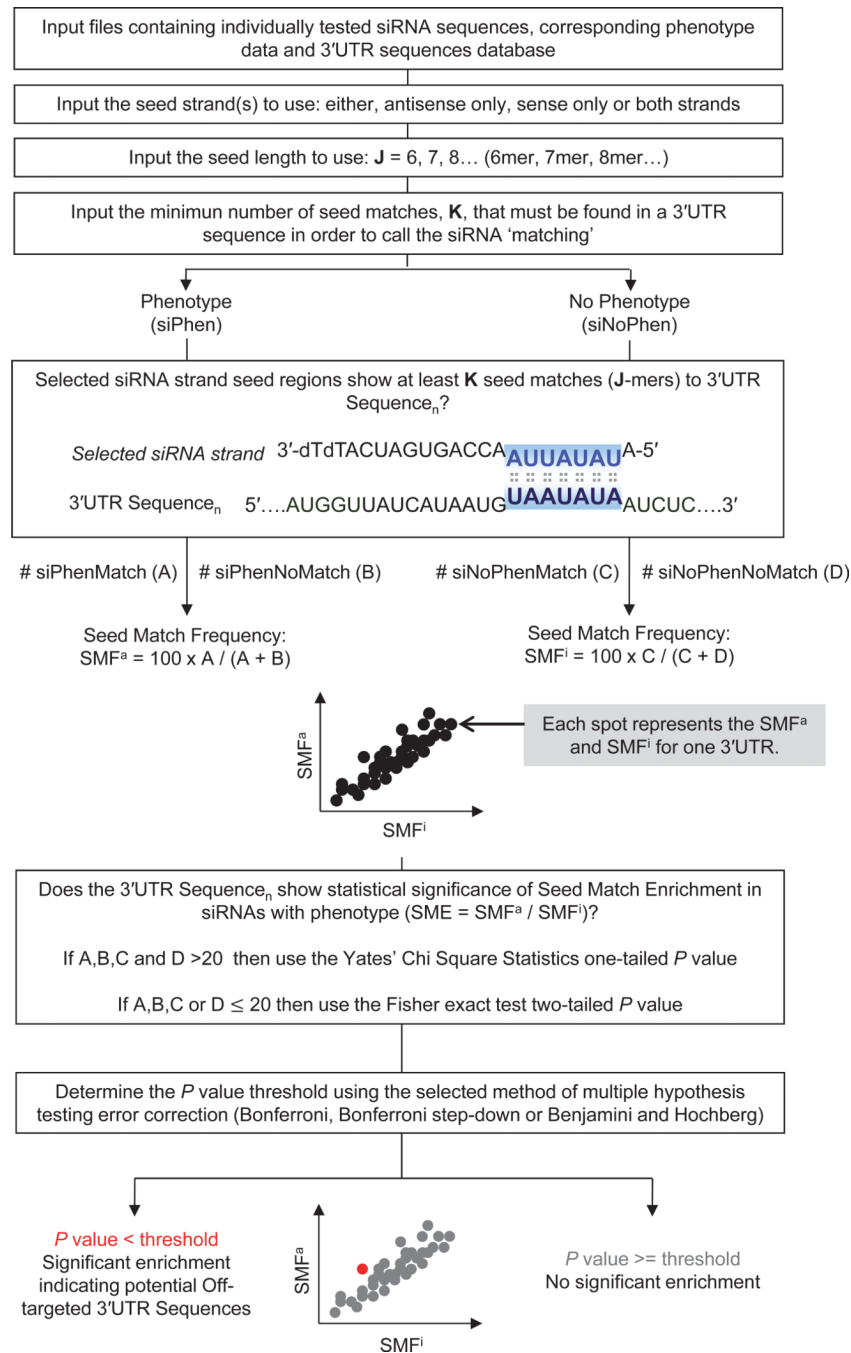 Input files containing individually tested siRNA sequences, corresponding phenotype
data and 3′UTR sequences database
Input the seed strand(s) to use: either, antisense only, sense only or both strands
Input the seed length to use: J = 6, 7, 8… (6mer, 7mer, 8mer…)
Input the minimun number of seed matches, K, that must be found in a 3′UTR
sequence in order to call the siRNA ‘matching’
Phenotype
(siPhen)
No Phenotype
(siNoPhen)
Selected siRNA strand seed regions show at least K seed matches (J-mers) to 3′UTR
Sequenceₙ?
Selected siRNA strand 3′-dTdTACUAGUGACCAAUUAUAUA-5′
3′UTR Sequenceₙ 5′….AUGGUUAUCAUAAUGUAAUAUAAUCUC….3′
# siPhenMatch (A) # siPhenNoMatch (B) # siNoPhenMatch (C) # siNoPhenNoMatch (D)
Seed Match Frequency:
SMFᵃ = 100 x A / (A + B)
Seed Match Frequency:
SMFⁱ = 100 x C / (C + D)
SMFᵃ
SMFⁱ
Each spot represents the SMFᵃ
and SMFⁱ for one 3′UTR.
Does the 3′UTR Sequenceₙ show statistical significance of Seed Match Enrichment in
siRNAs with phenotype (SME = SMFᵃ / SMFⁱ)?
If A,B,C and D >20 then use the Yates’ Chi Square Statistics one-tailed P value
If A,B,C or D ≤ 20 then use the Fisher exact test two-tailed P value
Determine the P value threshold using the selected method of multiple hypothesis
testing error correction (Bonferroni, Bonferroni step-down or Benjamini and Hochberg)
P value < threshold
Significant enrichment
indicating potential Off-
targeted 3′UTR Sequences
SMFᵃ
SMFⁱ
P value >= threshold
No significant enrichment